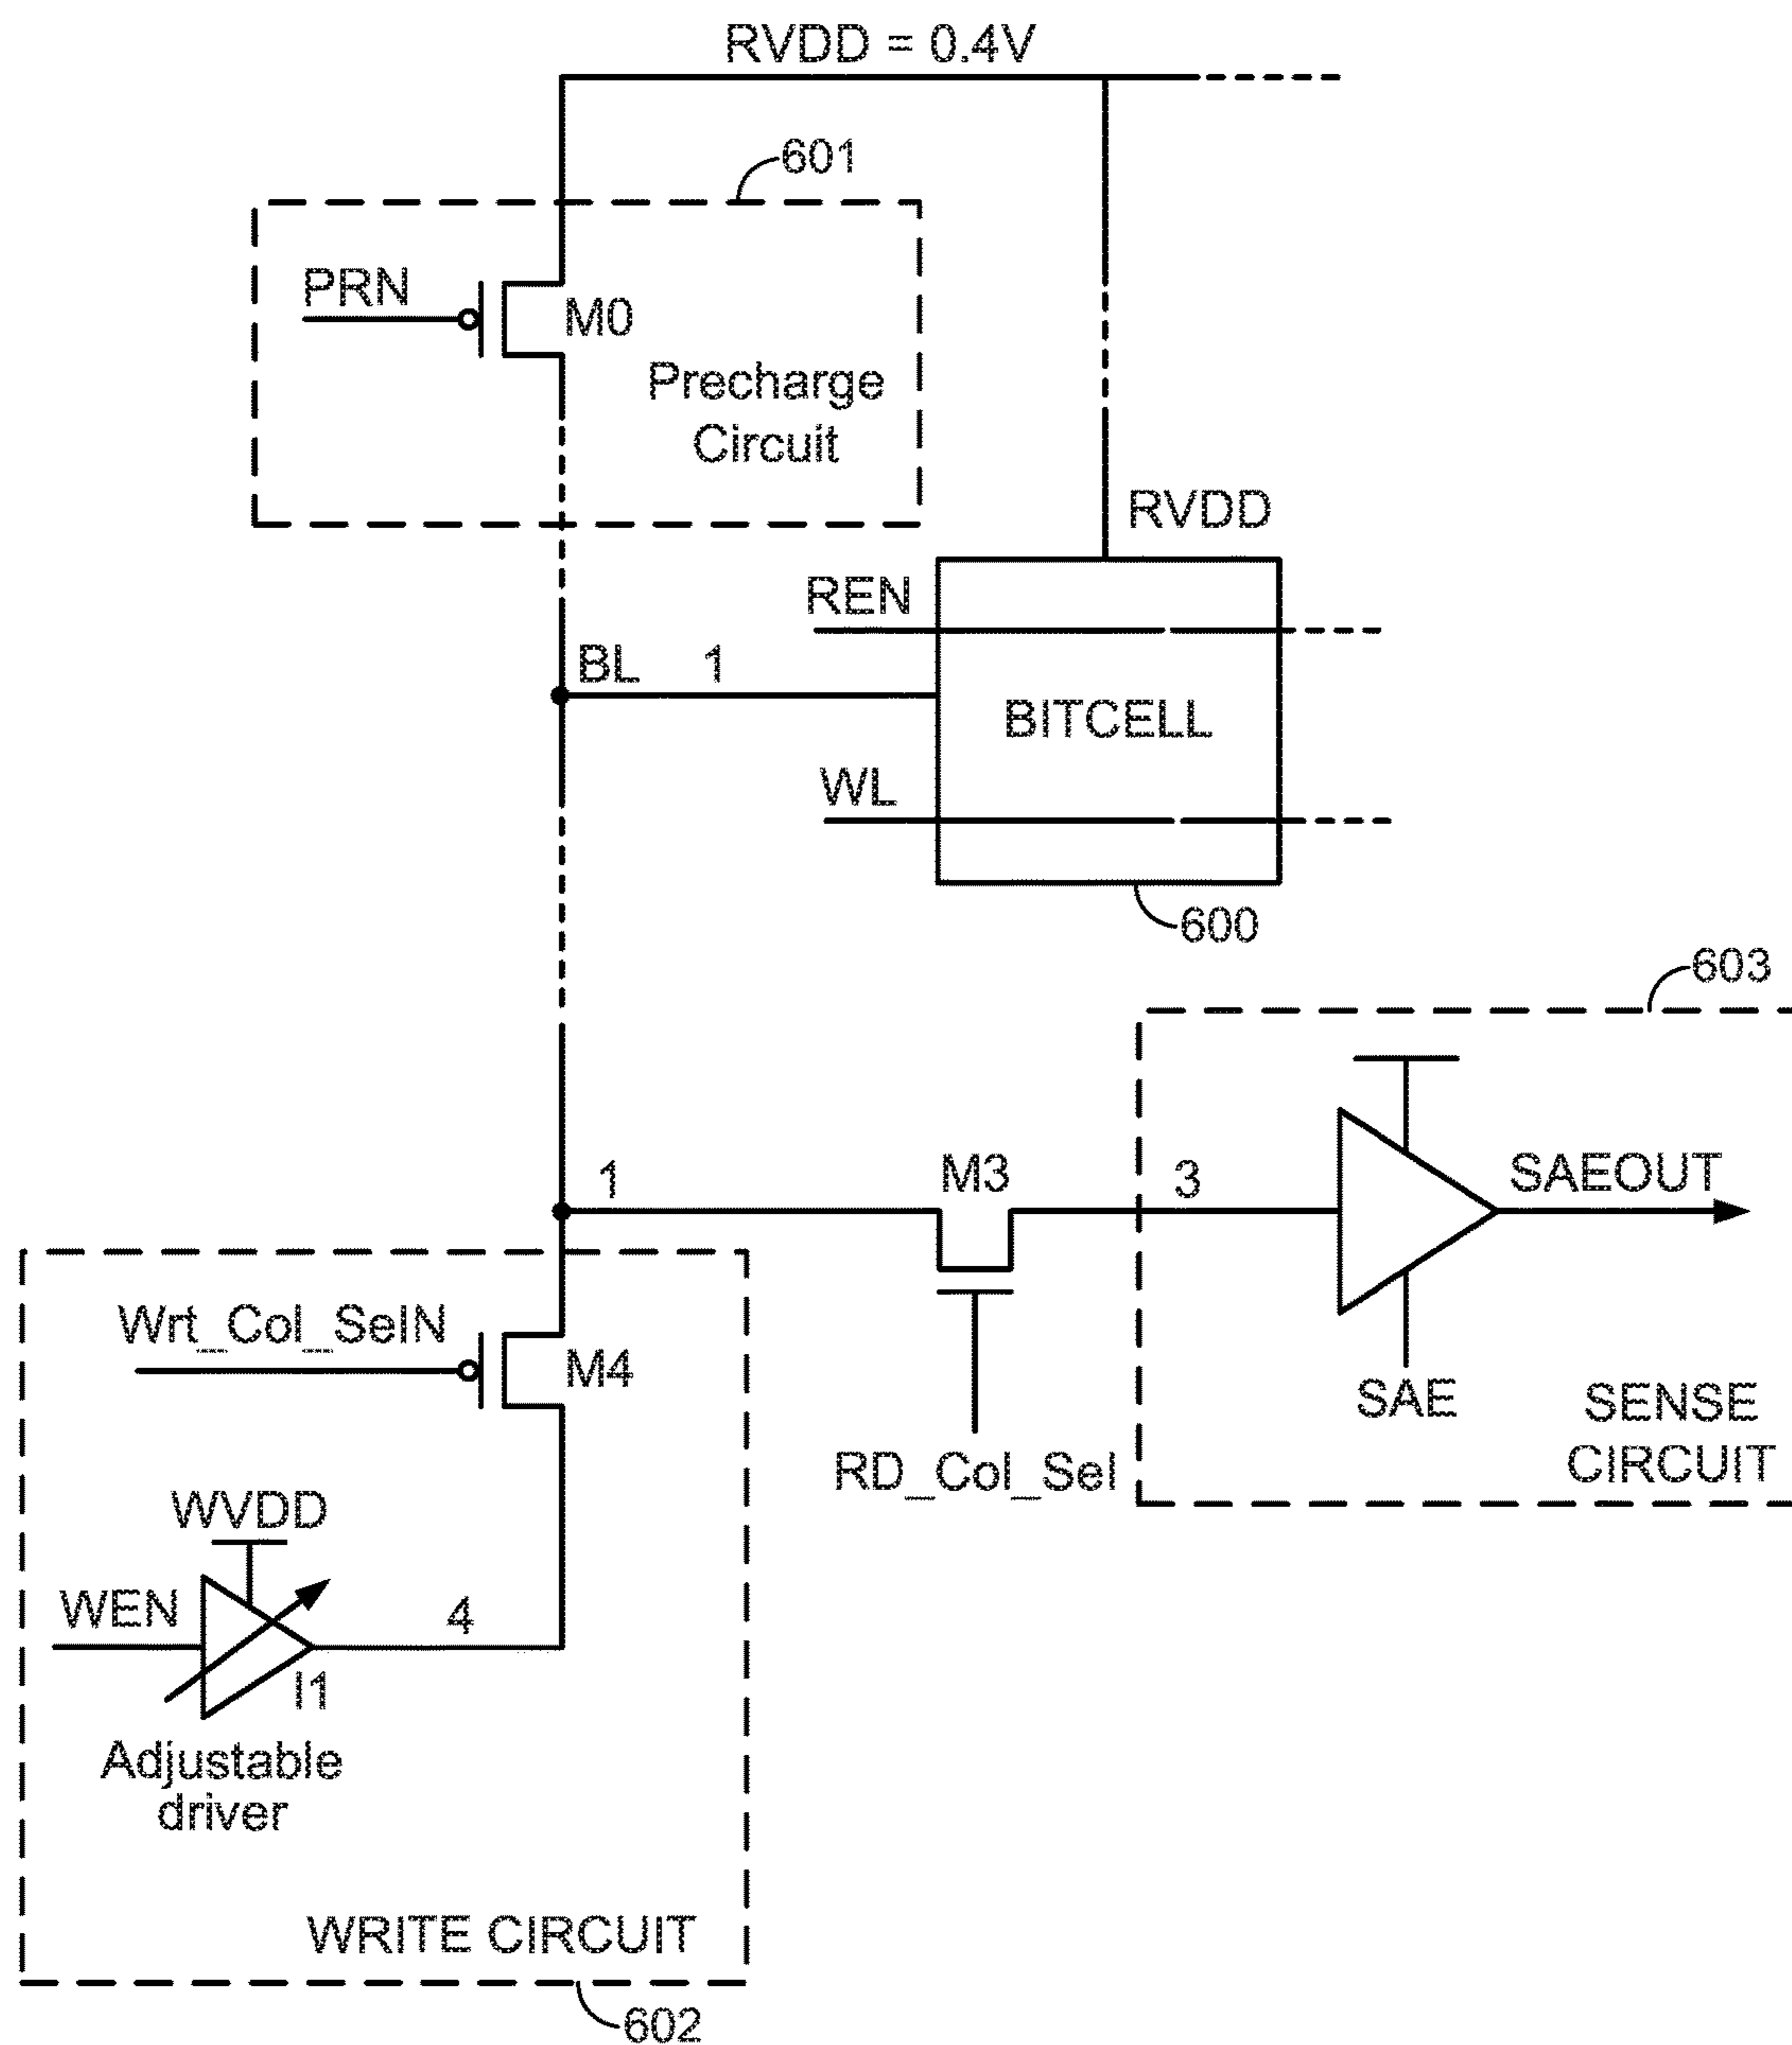 RVDD = 0.4V
601
PRN
M0
Precharge
Circuit
RVDD
REN
BL 1
BITCELL
WL
600
603
1
M3
3
SAEOUT
Wrt_Col_SelN
M4
SAE
SENSE
CIRCUIT
RD_Col_Sel
WVDD
WEN
4
I1
Adjustable
driver
WRITE CIRCUIT
602